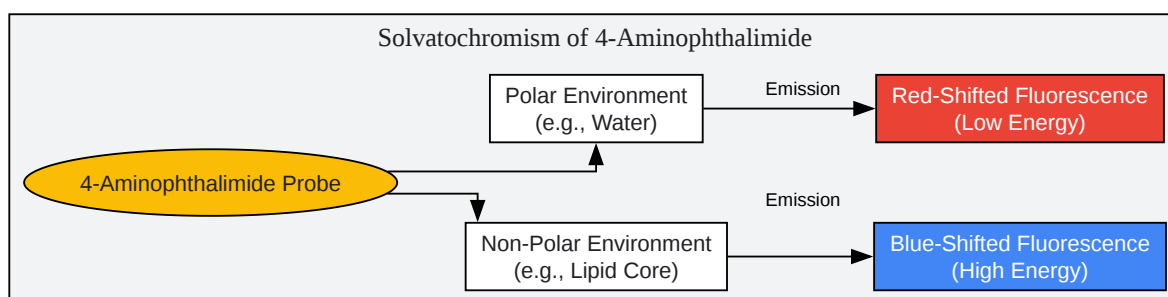 Solvatochromism of 4-Aminophthalimide
Polar Environment
(e.g., Water)
Emission
Red-Shifted Fluorescence
(Low Energy)
4-Aminophthalimide Probe
Emission
Non-Polar Environment
(e.g., Lipid Core)
Blue-Shifted Fluorescence
(High Energy)